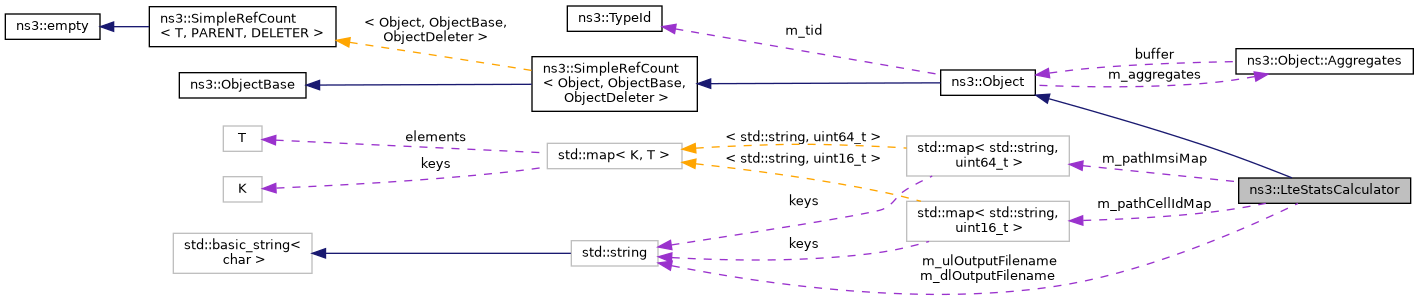 ns3::empty
ns3::SimpleRefCount
< T, PARENT, DELETER >
< Object, ObjectBase,
ObjectDeleter >
ns3::TypeId
m_tid
ns3::ObjectBase
ns3::SimpleRefCount
< Object, ObjectBase,
ObjectDeleter >
ns3::Object
buffer
m_aggregates
ns3::Object::Aggregates
T
K
elements
keys
std::map< K, T >
< std::string, uint64_t >
< std::string, uint16_t >
std::map< std::string,
uint64_t >
m_pathImsiMap
ns3::LteStatsCalculator
std::map< std::string,
uint16_t >
m_pathCellIdMap
keys
keys
std::basic_string<
char >
std::string
m_ulOutputFilename
m_dlOutputFilename